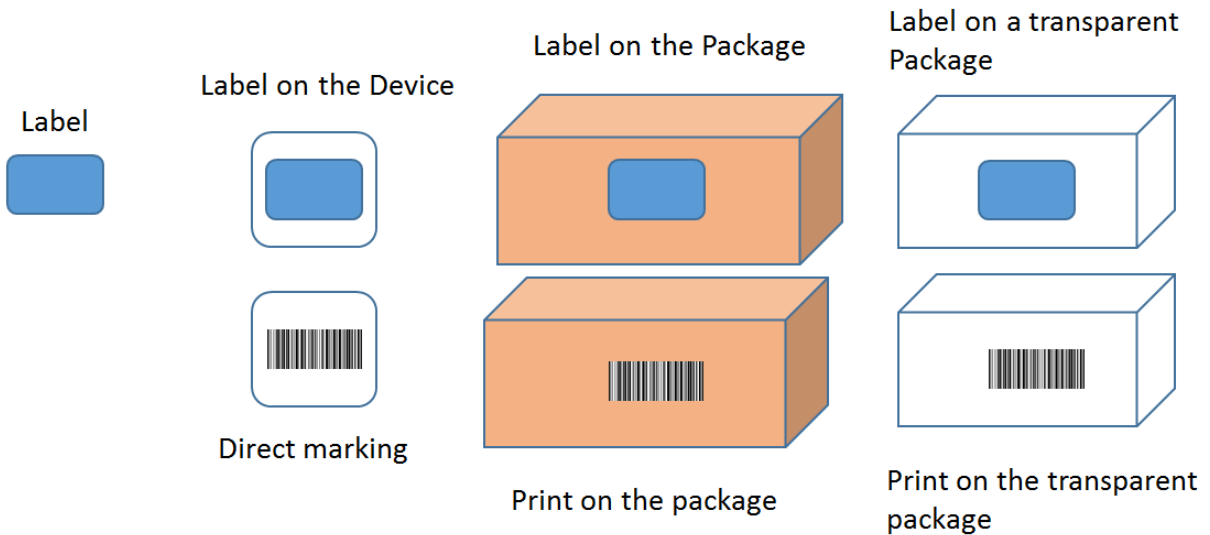 Label
Label on the Device
Label on the Package
Label on a transparent
Package
Direct marking
Print on the package
Print on the transparent
package